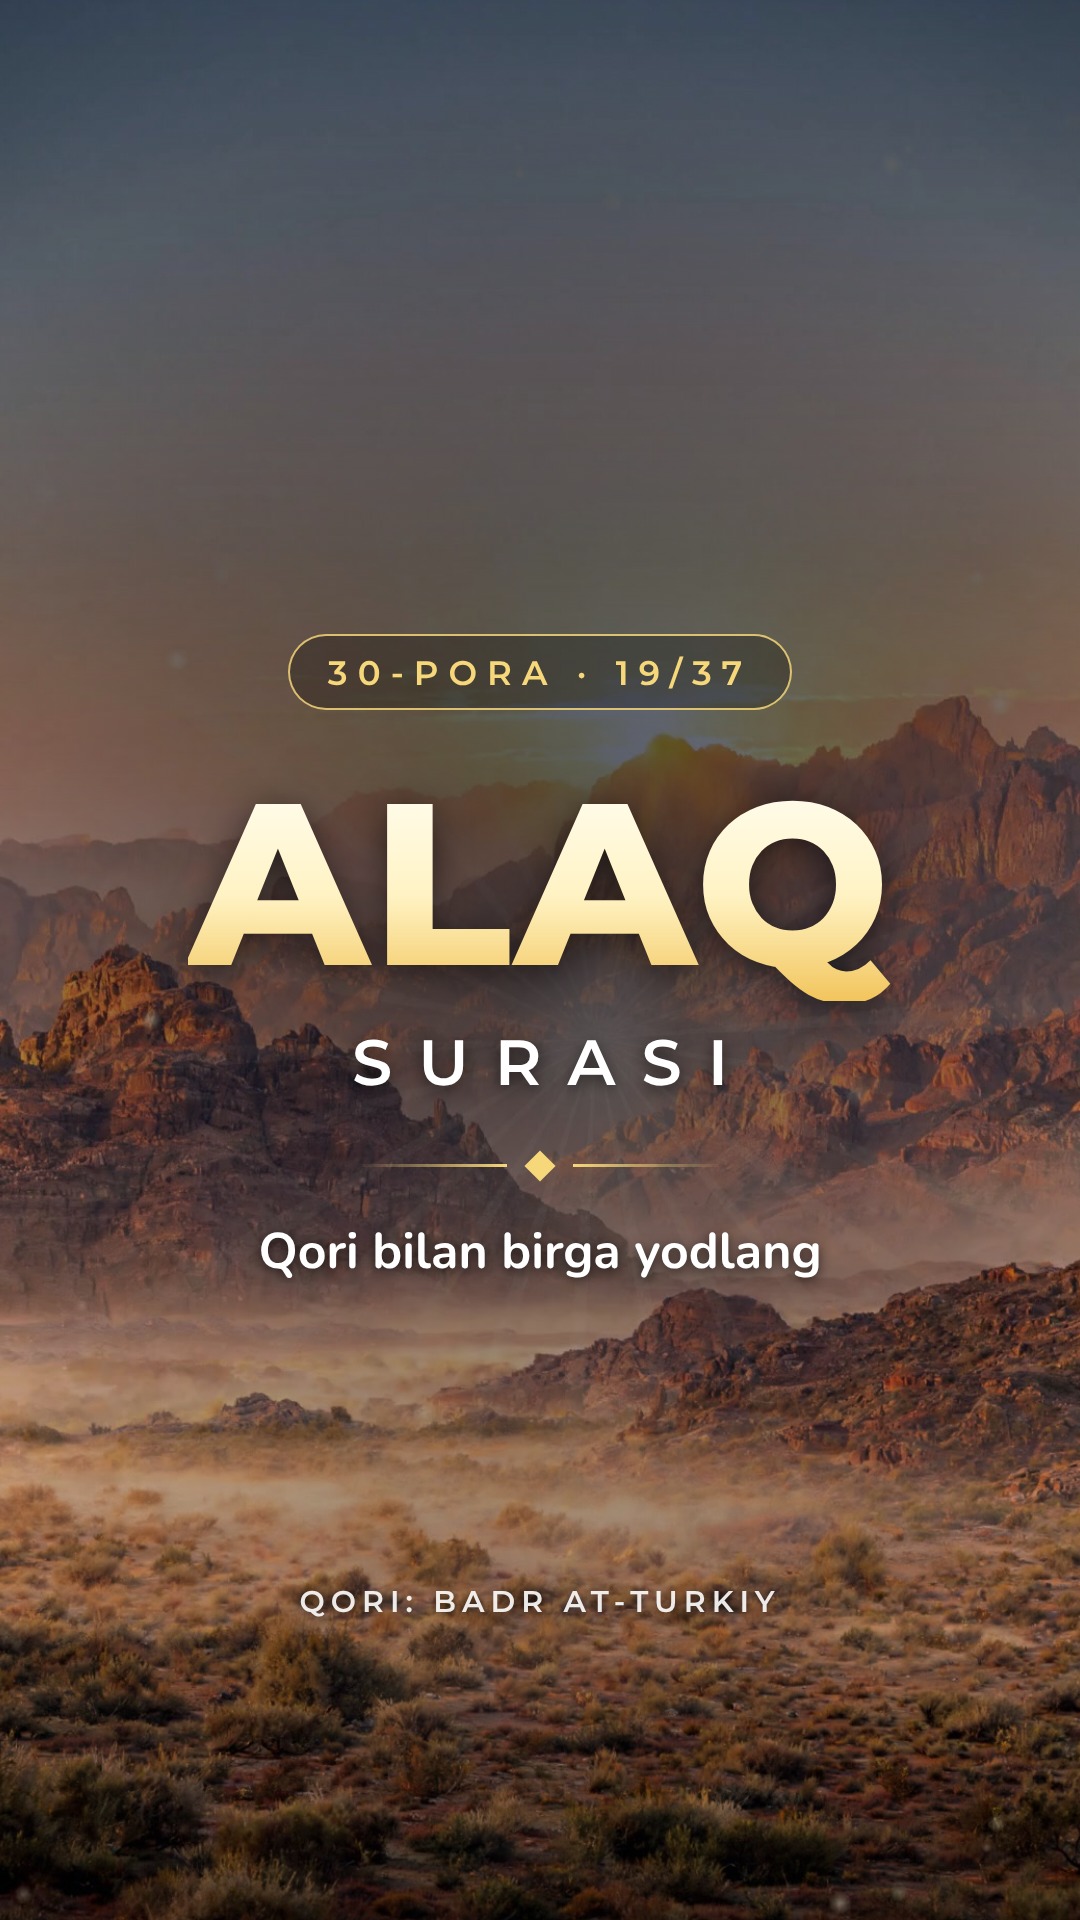 30-PORA · 19/37
ALAQ
SURASI
Qori bilan birga yodlang
QORI: BADR AT-TURKIY